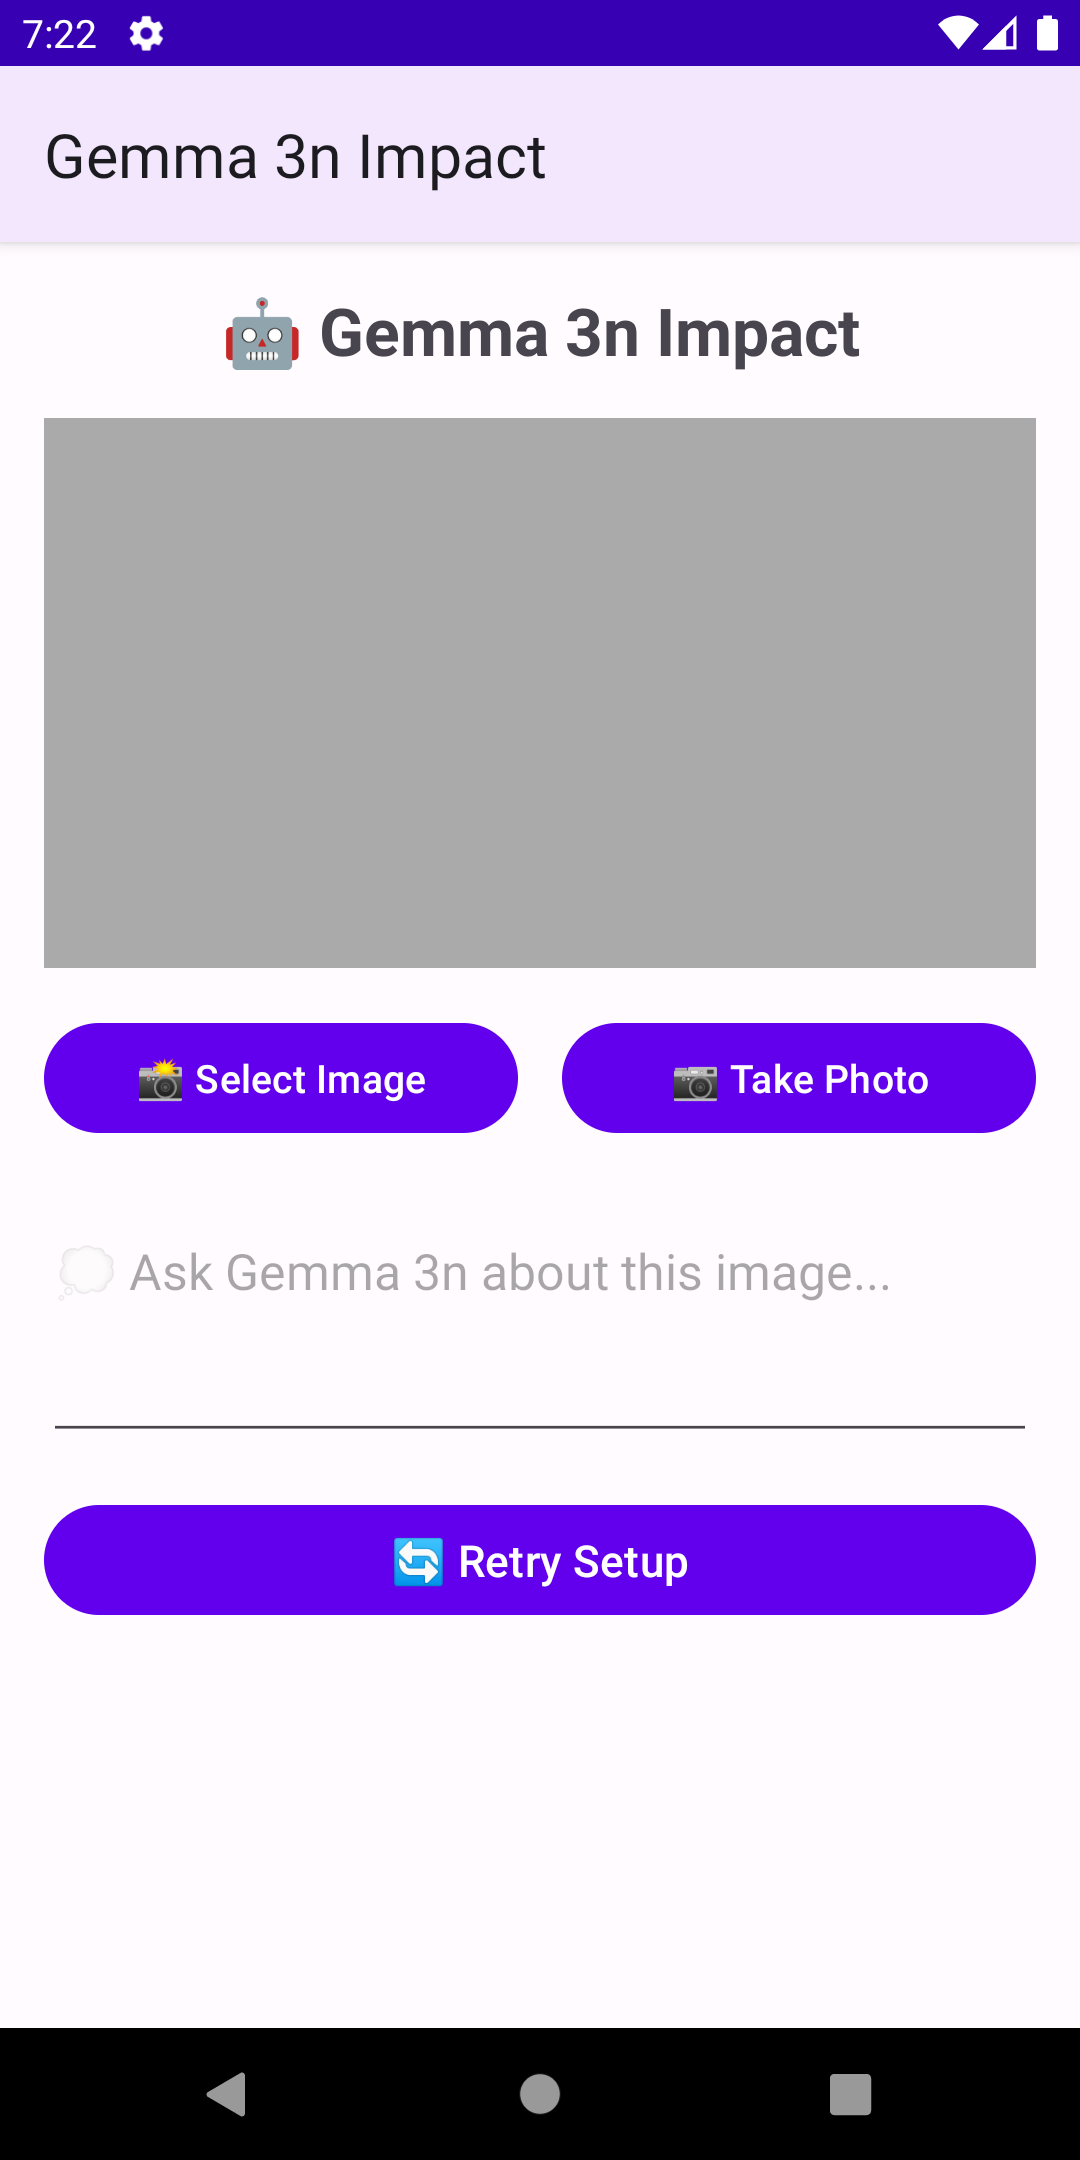 7:22
Gemma 3n Impact
🤖 Gemma 3n Impact
📸 Select Image
📷 Take Photo
💭 Ask Gemma 3n about this image...
🔄 Retry Setup